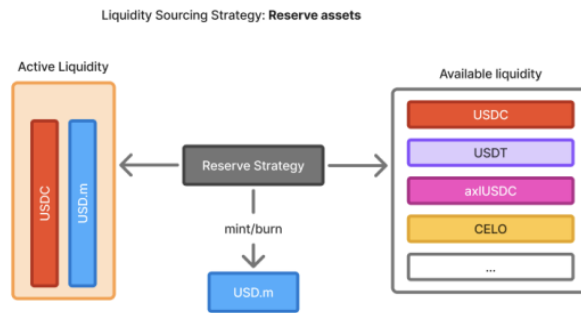 Liquidity Sourcing Strategy: Reserve assets
Active Liquidity
USDC
USD.m
Reserve Strategy
mint/burn
USD.m
Available liquidity
USDC
USDT
axlUSDC
CELO
...